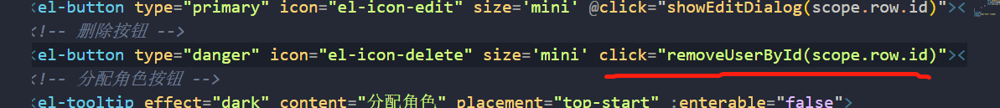 <el-button type="primary" icon="el-icon-edit" size='mini' @click="showEditDialog(scope.row.id)"><
<!-- 删除按钮 -->
<el-button type="danger" icon="el-icon-delete" size='mini' click="removeUserById(scope.row.id)"><
<!-- 分配角色按钮 -->
<el-tooltip effect="dark" content="分配角色" placement="top-start" :enterable="false">